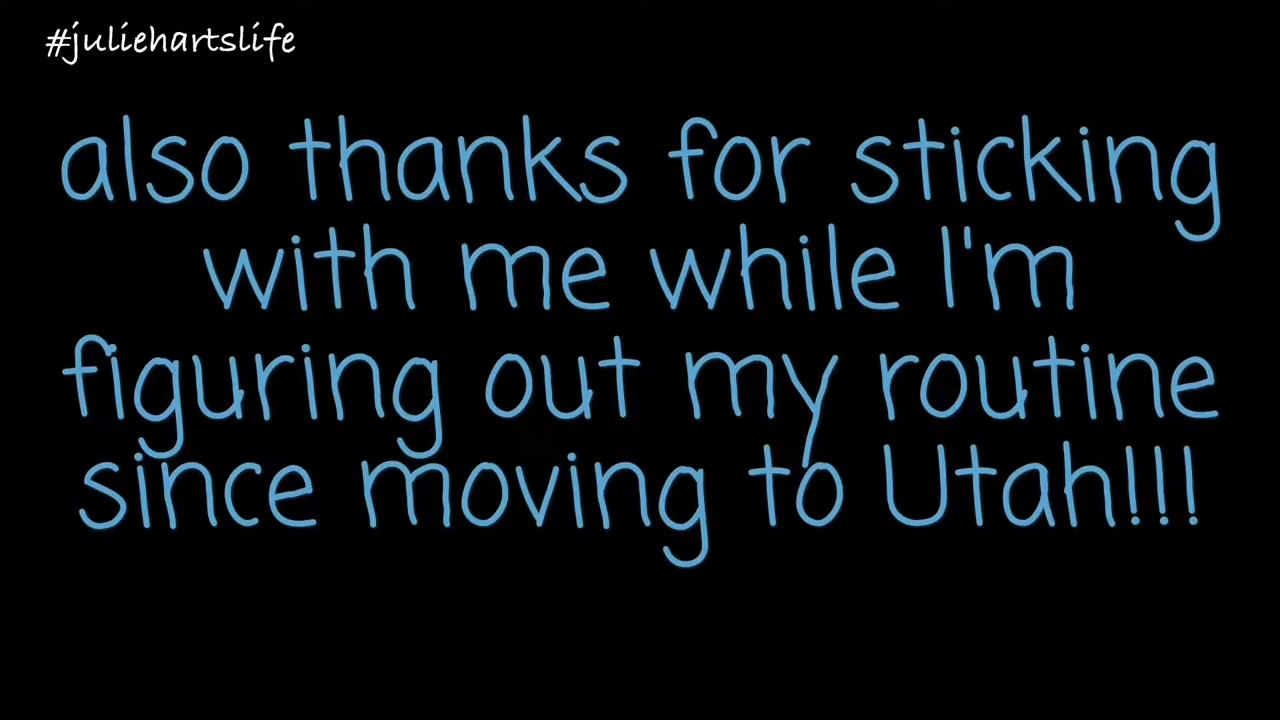 #juliehartslife
also thanks for sticking
with me while I'm
figuring out my routine
since moving to Utah!!!